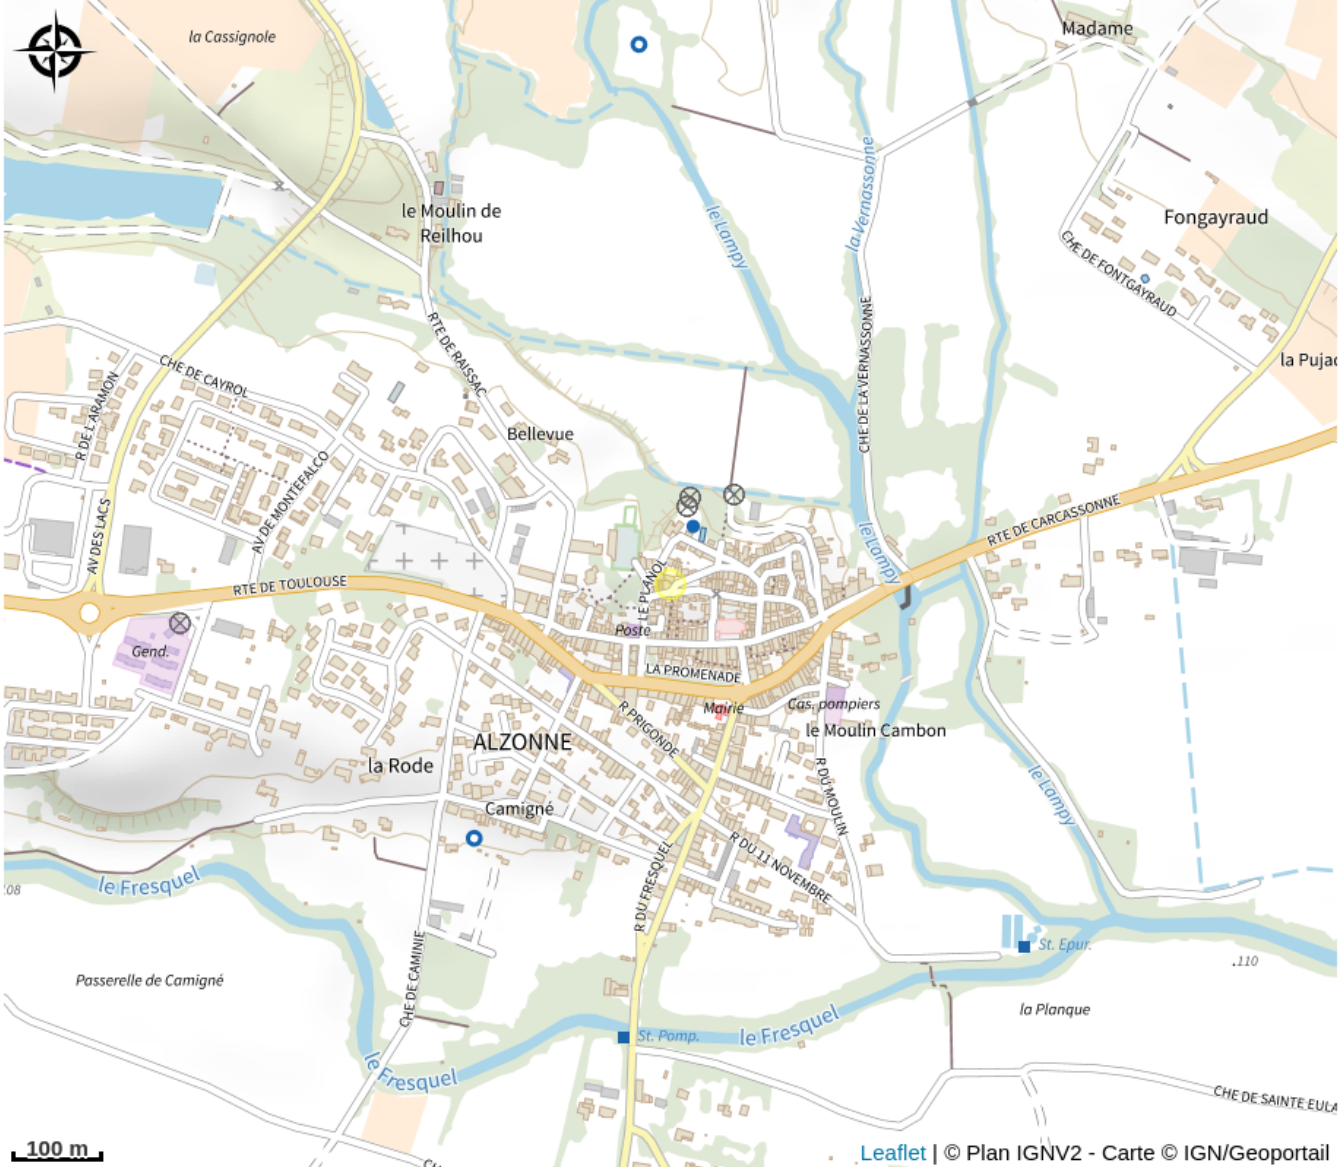 la Cassignole
Madame
le Moulin de
Reilhou
le Lampy
la Vernassonne
Fongayraud
CHE DE FONTGAYRAUD
RTE DE RAISSAC
CHE DE LA VERNASSONNE
CHE DE CAYROL
R DE L'ARAMON
la Pujad
Bellevue
AV DE MONTEFALCO
AV DES LACS
RTE DE CARCASSONNE
le Lampy
RTE DE TOULOUSE
LE PLANOL
Poste
Gend.
LA PROMENADE
Mairie
Cas. pompiers
R PRIGONDE
le Moulin Cambon
ALZONNE
la Rode
le Lampy
R DU MOULIN
Camigné
R DU 11 NOVEMBRE
R DU FRESQUEL
le Fresquel
108
St. Epur.
.110
CHE DE CAMINIE
Passerelle de Camigné
la Planque
St. Pomp.
le Fresquel
le Fresquel
CHE DE SAINTE EULA
100 m
Leaflet | © Plan IGNV2 - Carte © IGN/Geoportail